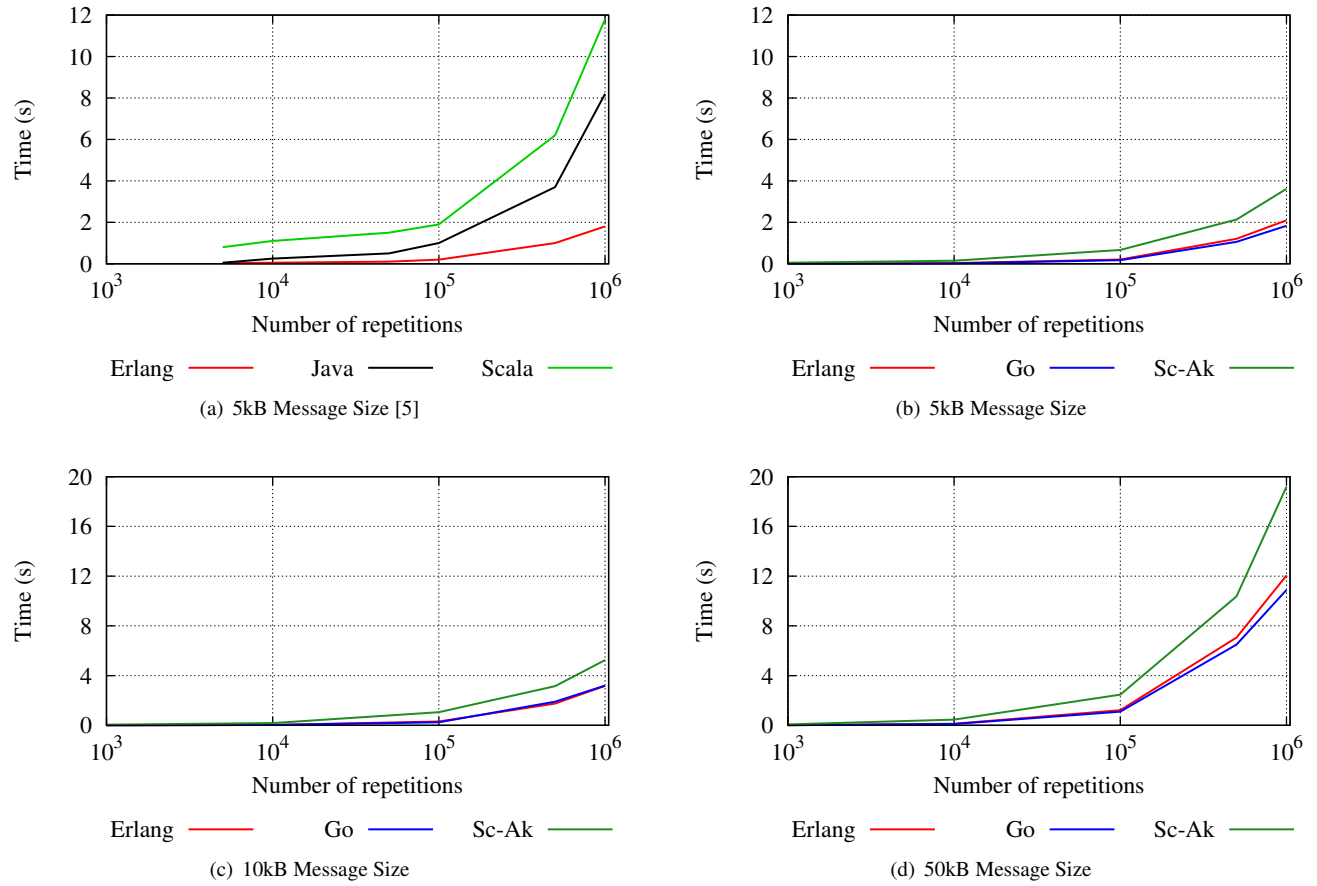 12
10
8
6
4
2
0
Time (s)
10^3 10^4 10^5 10^6
Number of repetitions
Erlang Java Scala
(a) 5kB Message Size [5]
12
10
8
6
4
2
0
Time (s)
10^3 10^4 10^5 10^6
Number of repetitions
Erlang Go Sc-Ak
(b) 5kB Message Size
20
16
12
8
4
0
Time (s)
10^3 10^4 10^5 10^6
Number of repetitions
Erlang Go Sc-Ak
(c) 10kB Message Size
20
16
12
8
4
0
Time (s)
10^3 10^4 10^5 10^6
Number of repetitions
Erlang Go Sc-Ak
(d) 50kB Message Size